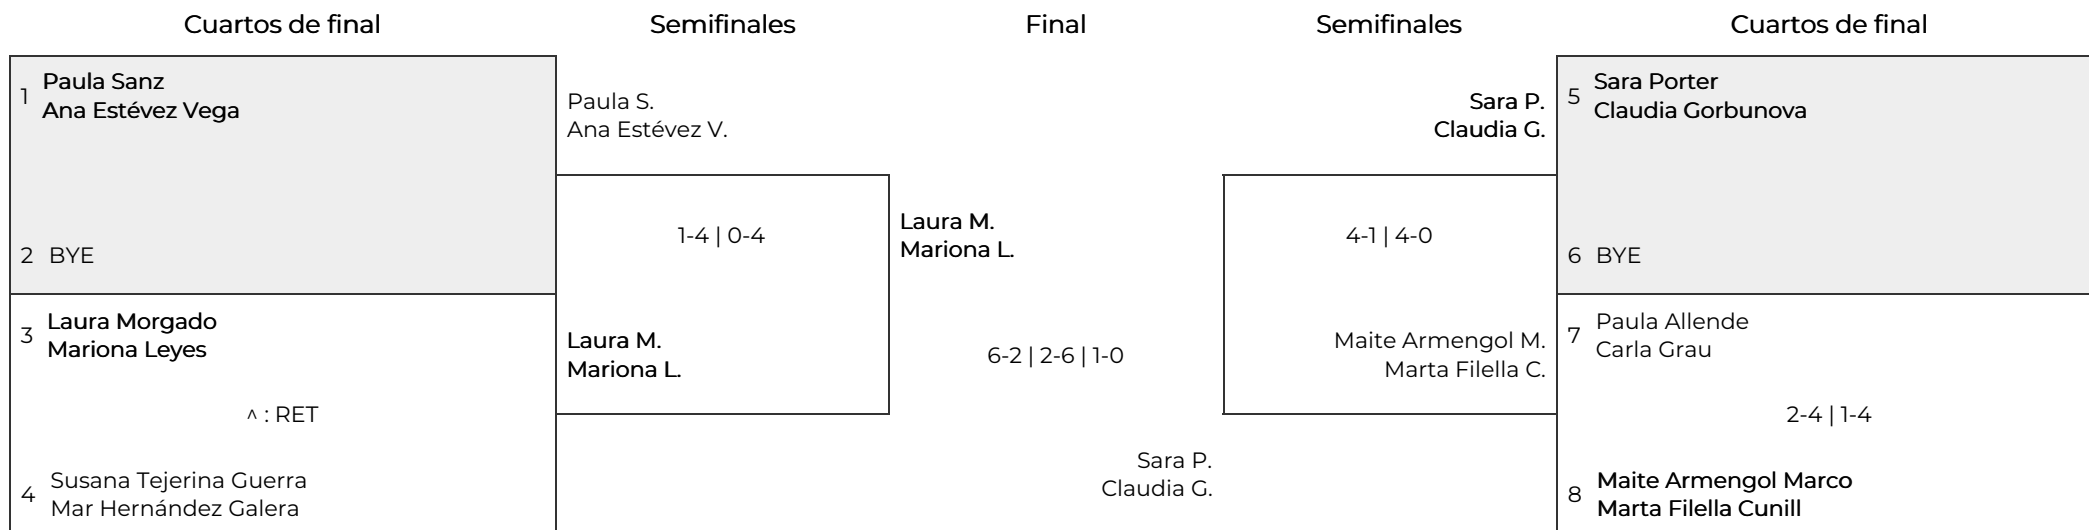 Cuartos de final
Semifinales
Final
Semifinales
Cuartos de final
1
Paula Sanz
Ana Estévez Vega
2 BYE
3
Laura Morgado
Mariona Leyes
^ : RET
4
Susana Tejerina Guerra
Mar Hernández Galera
Paula S.
Ana Estévez V.
1-4 | 0-4
Laura M.
Mariona L.
Laura M.
Mariona L.
6-2 | 2-6 | 1-0
Sara P.
Claudia G.
Sara P.
Claudia G.
4-1 | 4-0
Maite Armengol M.
Marta Filella C.
5
Sara Porter
Claudia Gorbunova
6 BYE
7
Paula Allende
Carla Grau
2-4 | 1-4
8
Maite Armengol Marco
Marta Filella Cunill